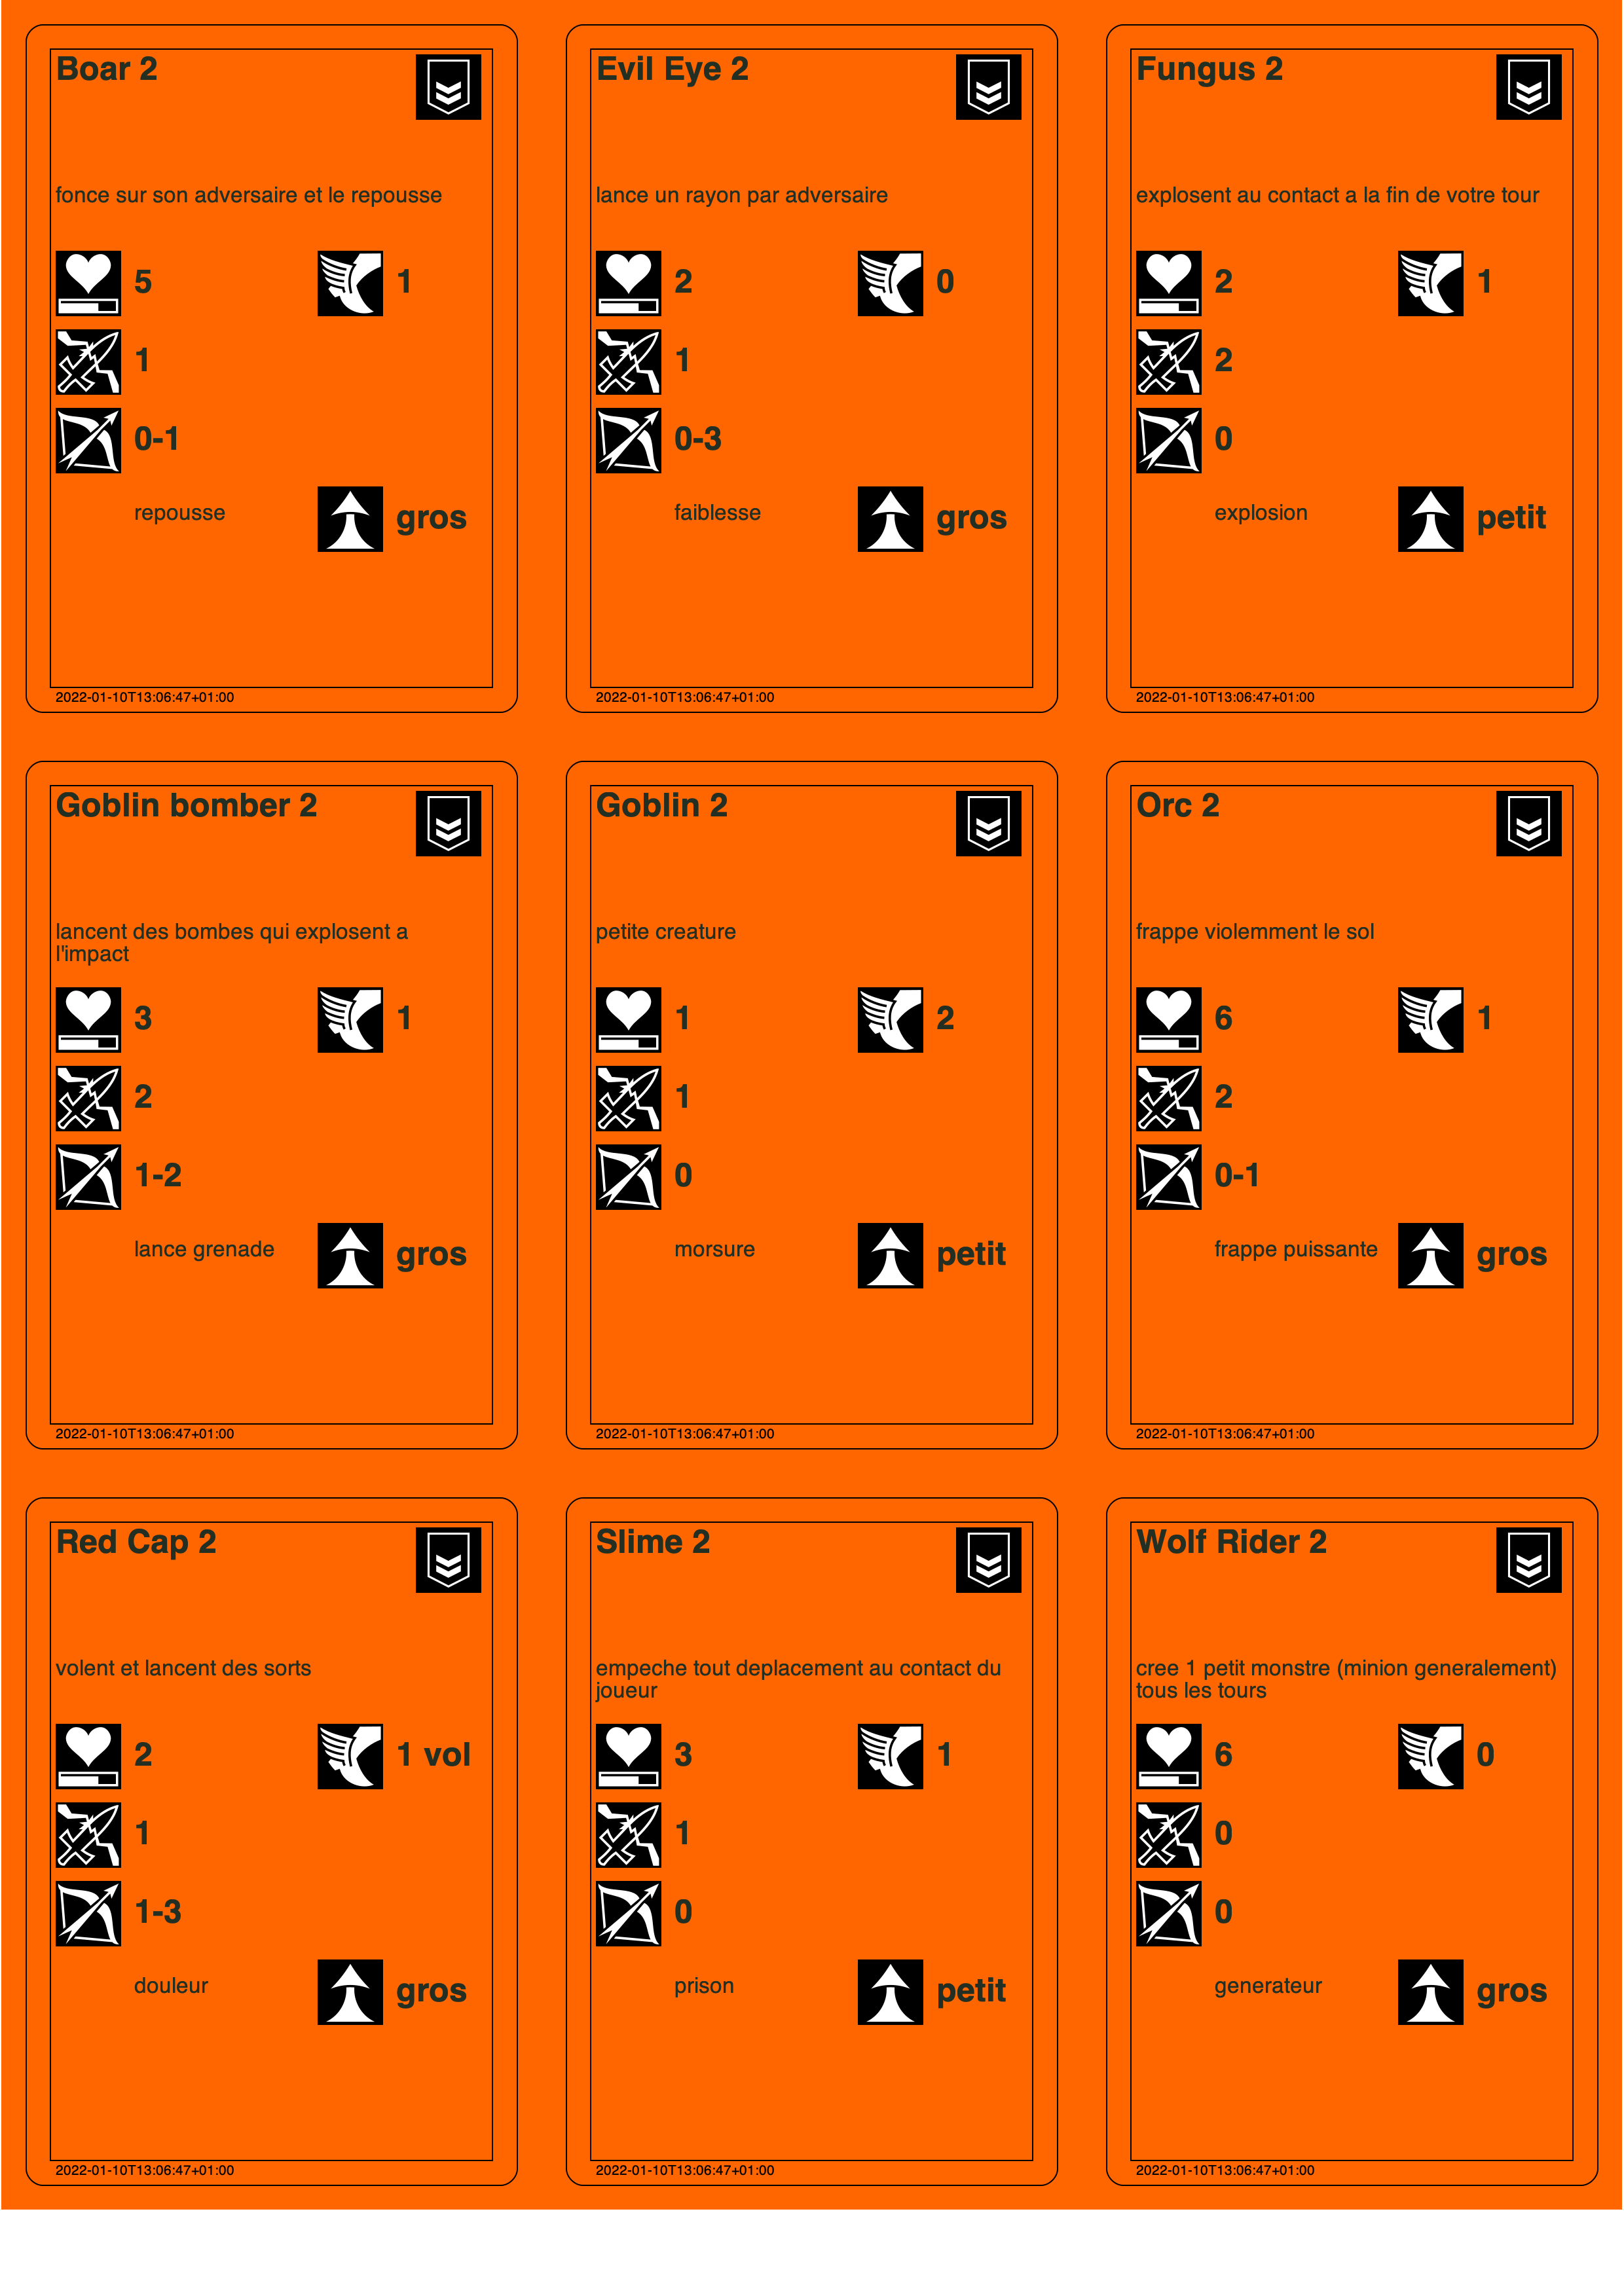 Boar 2
fonce sur son adversaire et le repousse
5
1
1
0-1
repousse
gros
2022-01-10T13:06:47+01:00
Evil Eye 2
lance un rayon par adversaire
2
0
1
0-3
faiblesse
gros
2022-01-10T13:06:47+01:00
Fungus 2
explosent au contact a la fin de votre tour
2
1
2
0
explosion
petit
2022-01-10T13:06:47+01:00
Goblin bomber 2
lancent des bombes qui explosent a
l'impact
3
1
2
1-2
lance grenade
gros
2022-01-10T13:06:47+01:00
Goblin 2
petite creature
1
2
1
0
morsure
petit
2022-01-10T13:06:47+01:00
Orc 2
frappe violemment le sol
6
1
2
0-1
frappe puissante
gros
2022-01-10T13:06:47+01:00
Red Cap 2
volent et lancent des sorts
2
1 vol
1
1-3
douleur
gros
2022-01-10T13:06:47+01:00
Slime 2
empeche tout deplacement au contact du
joueur
3
1
1
0
prison
petit
2022-01-10T13:06:47+01:00
Wolf Rider 2
cree 1 petit monstre (minion generalement)
tous les tours
6
0
0
0
generateur
gros
2022-01-10T13:06:47+01:00